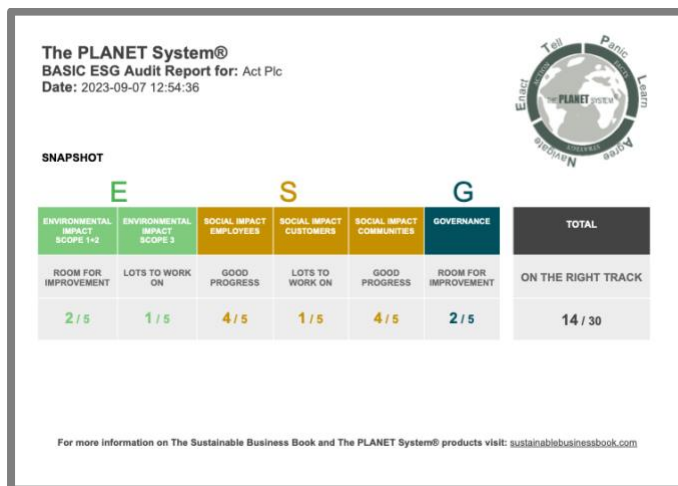 The PLANET System®
BASIC ESG Audit Report for: Act Plc
Date: 2023-09-07 12:54:36
Tell
Panic
Learn
Agree
Navigate
Enact
ACTION
FACTS
STRATEGY
THE PLANET SYSTEM
SNAPSHOT
E S G
ENVIRONMENTAL IMPACT SCOPE 1+2
ENVIRONMENTAL IMPACT SCOPE 3
SOCIAL IMPACT EMPLOYEES
SOCIAL IMPACT CUSTOMERS
SOCIAL IMPACT COMMUNITIES
GOVERNANCE
TOTAL
ROOM FOR IMPROVEMENT
LOTS TO WORK ON
GOOD PROGRESS
LOTS TO WORK ON
GOOD PROGRESS
ROOM FOR IMPROVEMENT
ON THE RIGHT TRACK
2 / 5
1 / 5
4 / 5
1 / 5
4 / 5
2 / 5
14 / 30
For more information on The Sustainable Business Book and The PLANET System® products visit: sustainablebusinessbook.com